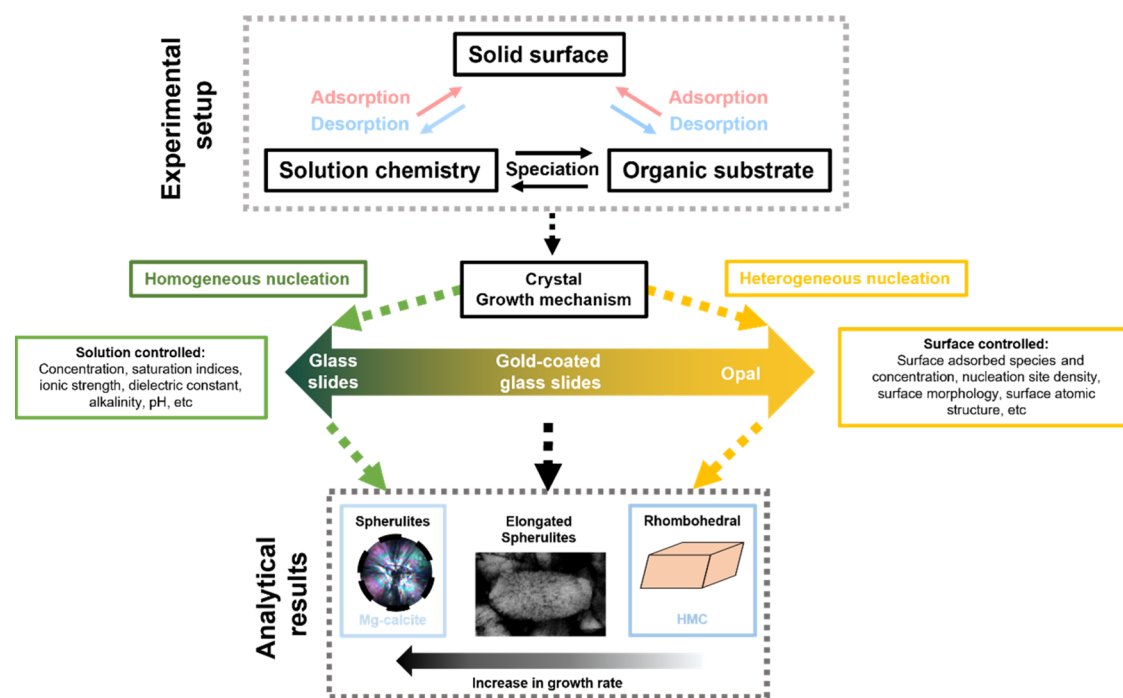 Experimental
setup
Solid surface
Adsorption
Desorption
Adsorption
Desorption
Solution chemistry
Speciation
Organic substrate
Homogeneous nucleation
Crystal
Growth mechanism
Heterogeneous nucleation
Solution controlled:
Concentration, saturation indices,
ionic strength, dielectric constant,
alkalinity, pH, etc
Glass
slides
Gold-coated
glass slides
Opal
Surface controlled:
Surface adsorbed species and
concentration, nucleation site density,
surface morphology, surface atomic
structure, etc
Analytical
results
Spherulites
Mg-calcite
Elongated
Spherulites
Rhombohedral
HMC
Increase in growth rate